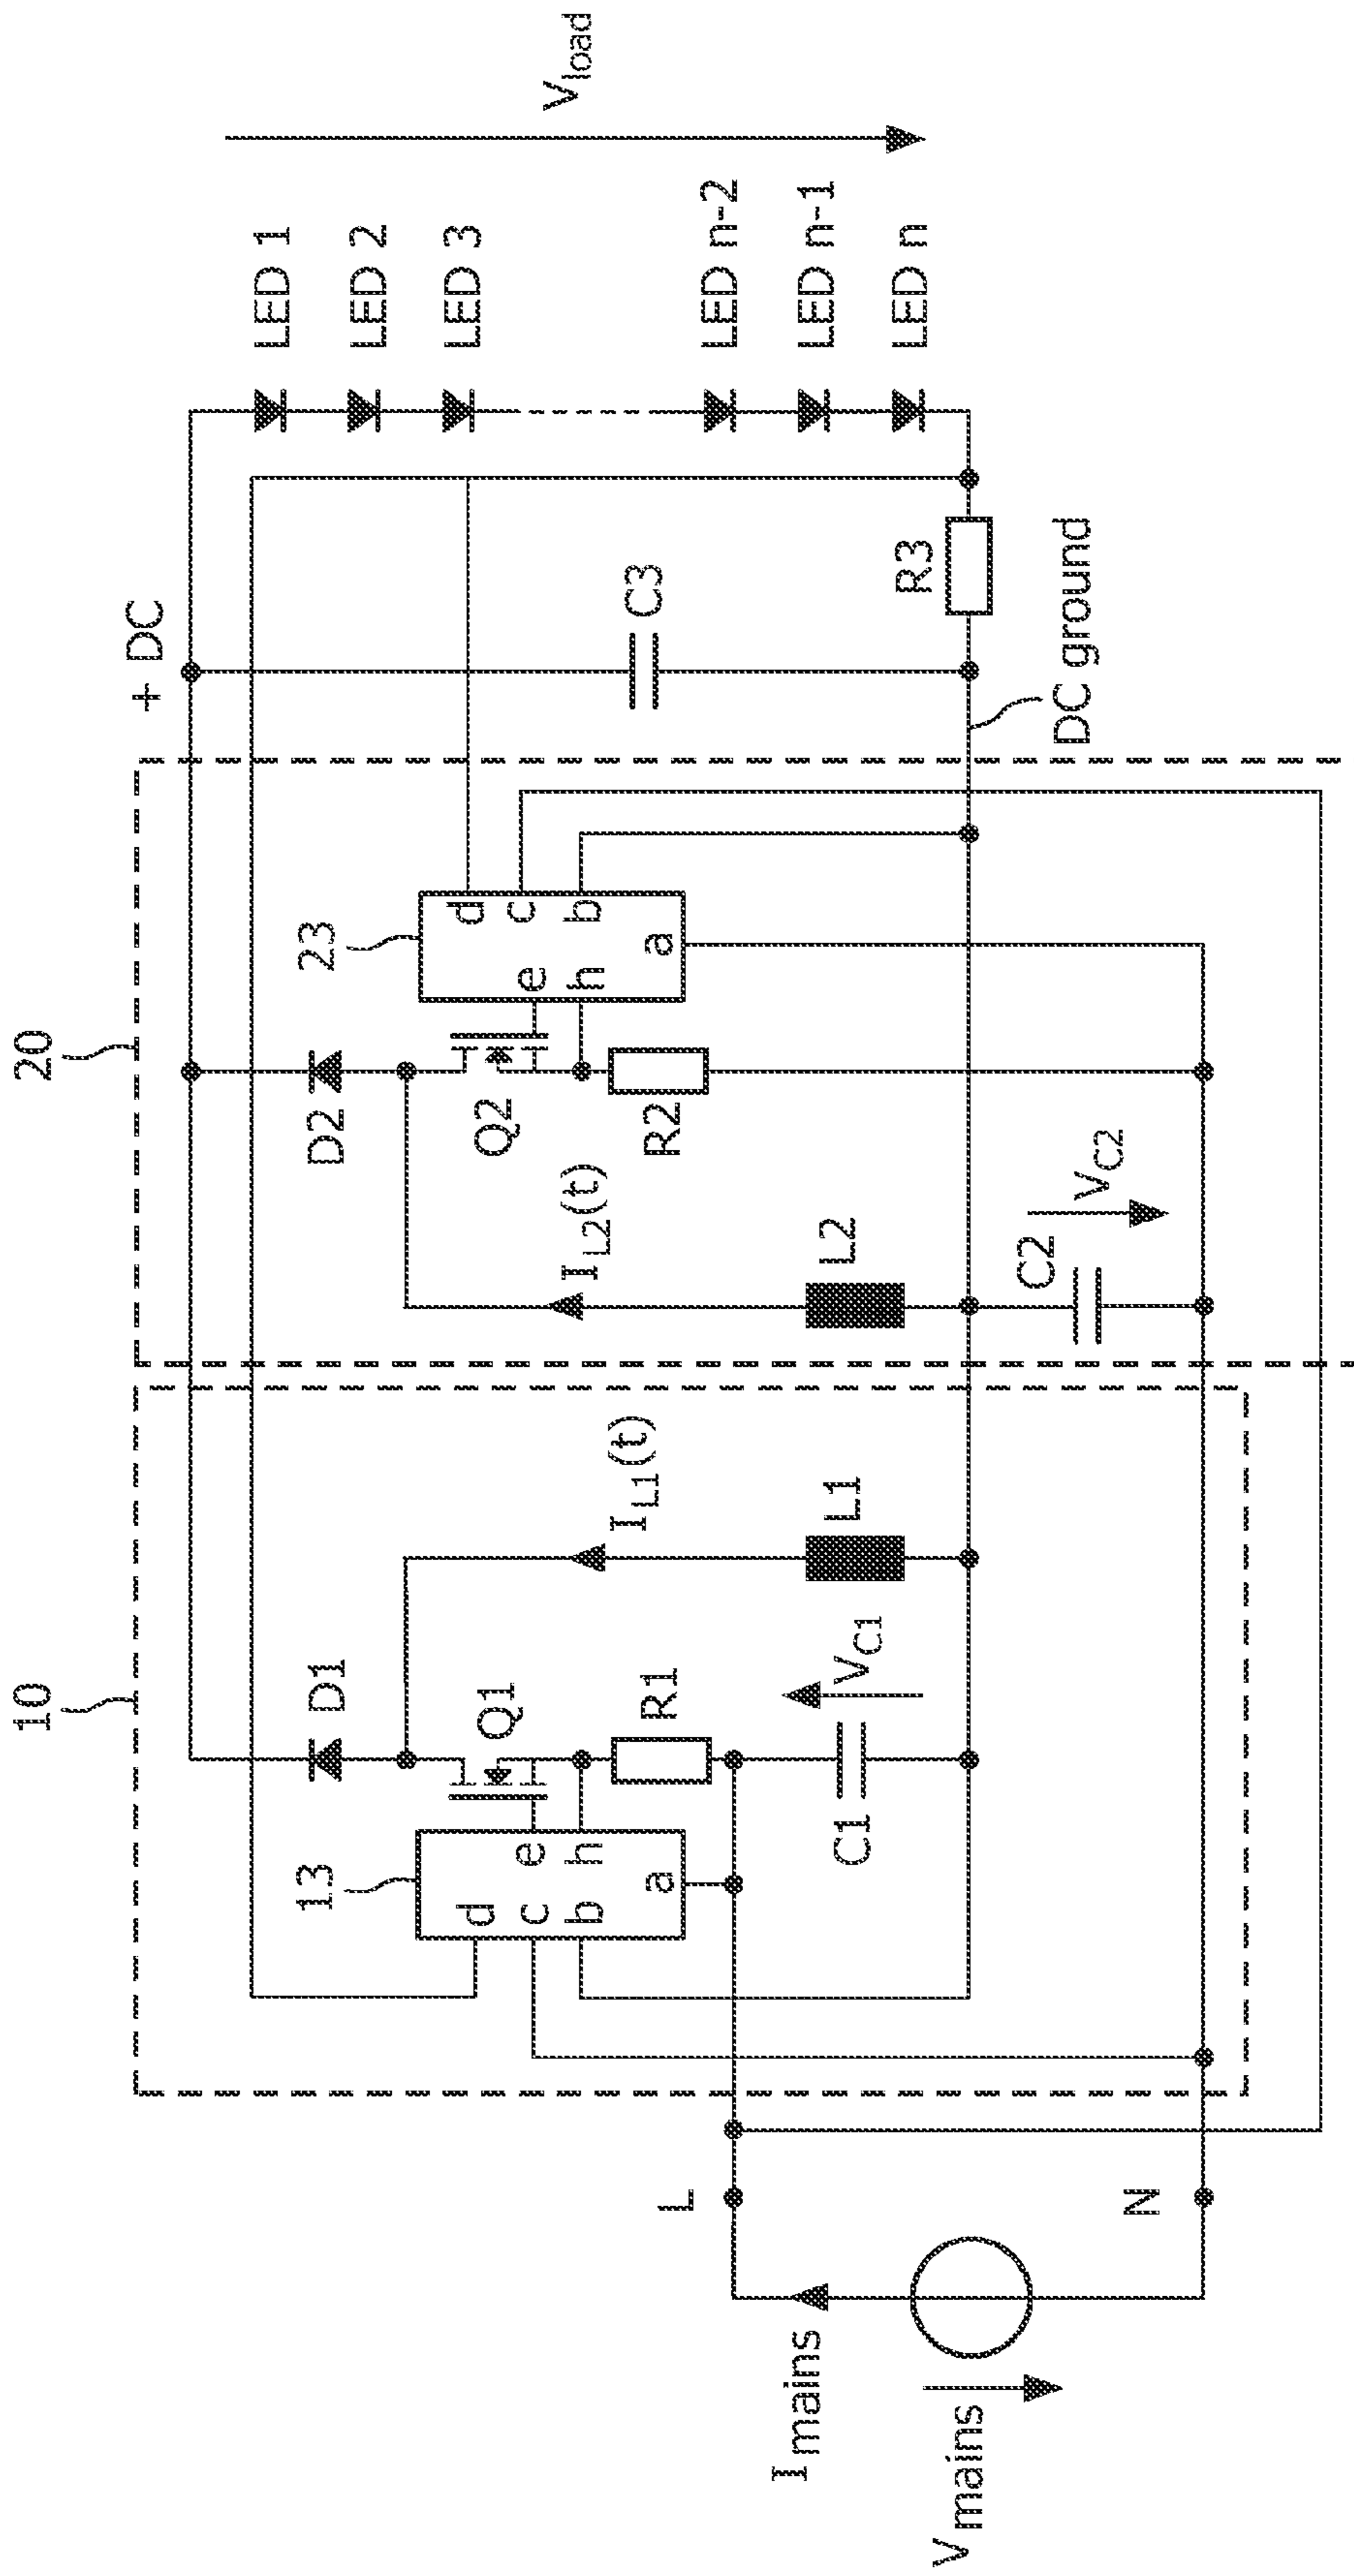 10
20
+ DC
D1
D2
13
23
d
c
b
e
h
a
Q1
I_L1(t)
I_L2(t)
Q2
e
h
d
c
b
a
C3
LED 1
LED 2
LED 3
LED n-2
LED n-1
LED n
V_load
L
R1
R2
I_mains
C1
V_C1
L1
L2
R3
V_mains
N
C2
V_C2
DC ground